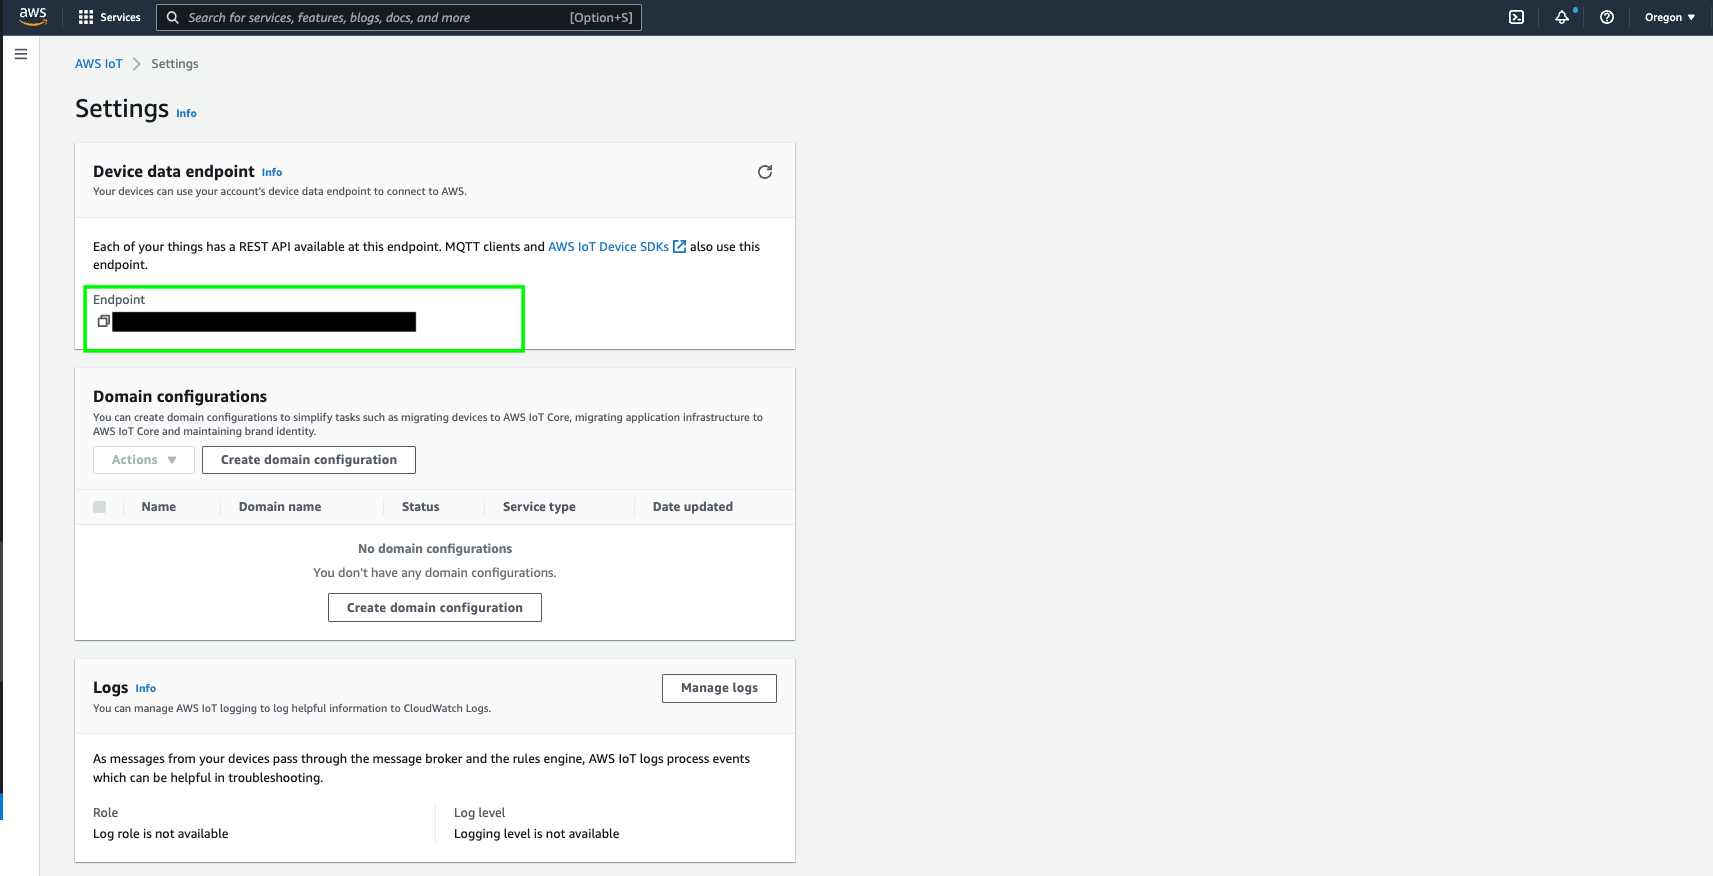 aws
Services
Search for services, features, blogs, docs, and more
[Option+S]
Oregon
AWS IoT
Settings
Settings Info
Device data endpoint Info
Your devices can use your account's device data endpoint to connect to AWS.
Each of your things has a REST API available at this endpoint. MQTT clients and AWS IoT Device SDKs also use this
endpoint.
Endpoint
Domain configurations
You can create domain configurations to simplify tasks such as migrating devices to AWS IoT Core, migrating application infrastructure to
AWS IoT Core and maintaining brand identity.
Actions
Create domain configuration
Name Domain name Status Service type Date updated
No domain configurations
You don't have any domain configurations.
Create domain configuration
Logs Info
Manage logs
You can manage AWS IoT logging to log helpful information to CloudWatch Logs.
As messages from your devices pass through the message broker and the rules engine, AWS IoT logs process events
which can be helpful in troubleshooting.
Role
Log role is not available
Log level
Logging level is not available